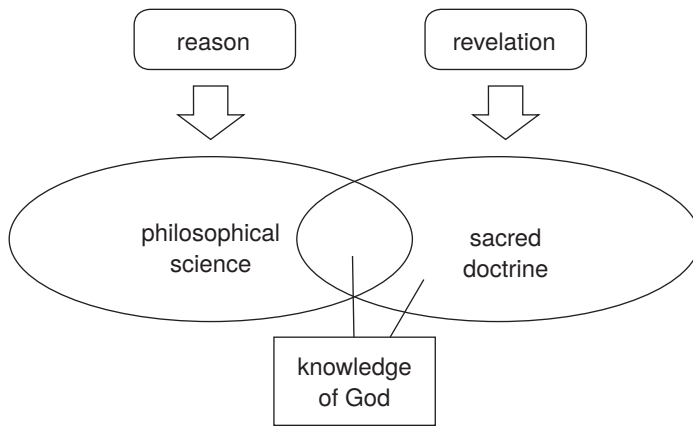 reason
revelation
philosophical
science
sacred
doctrine
knowledge
of God